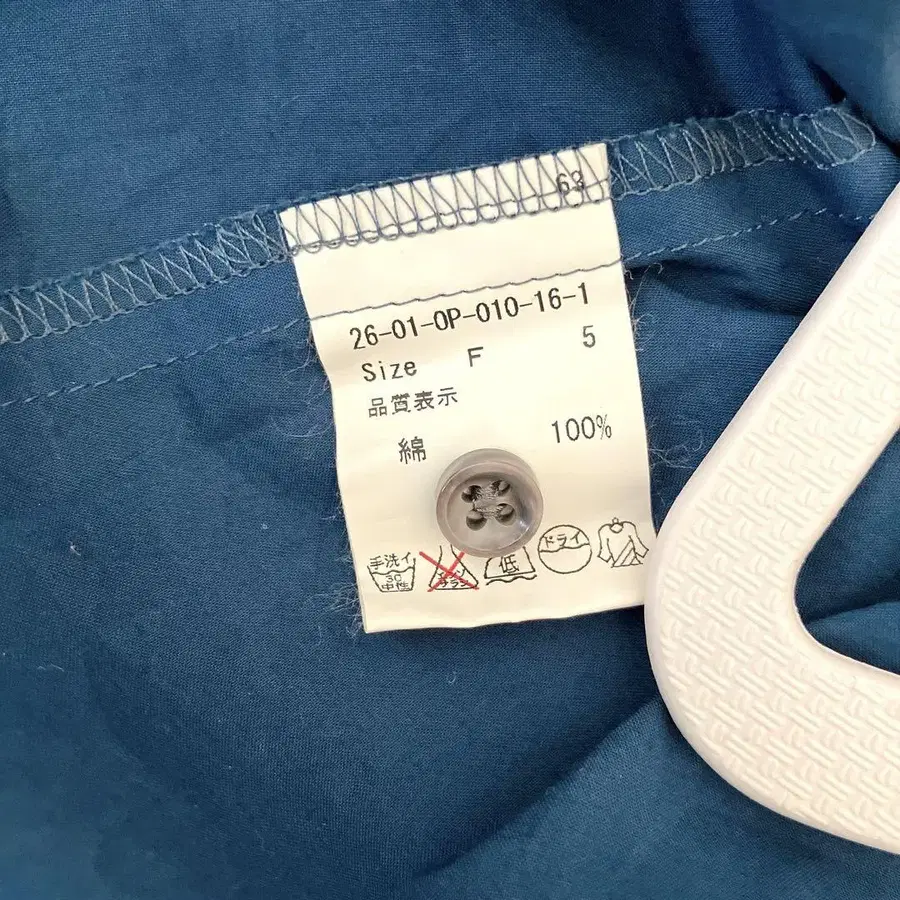 63
26-01-OP-010-16-1
Size F 5
品質表示
綿 100%
手洗イ 低 ドライ
30
中性